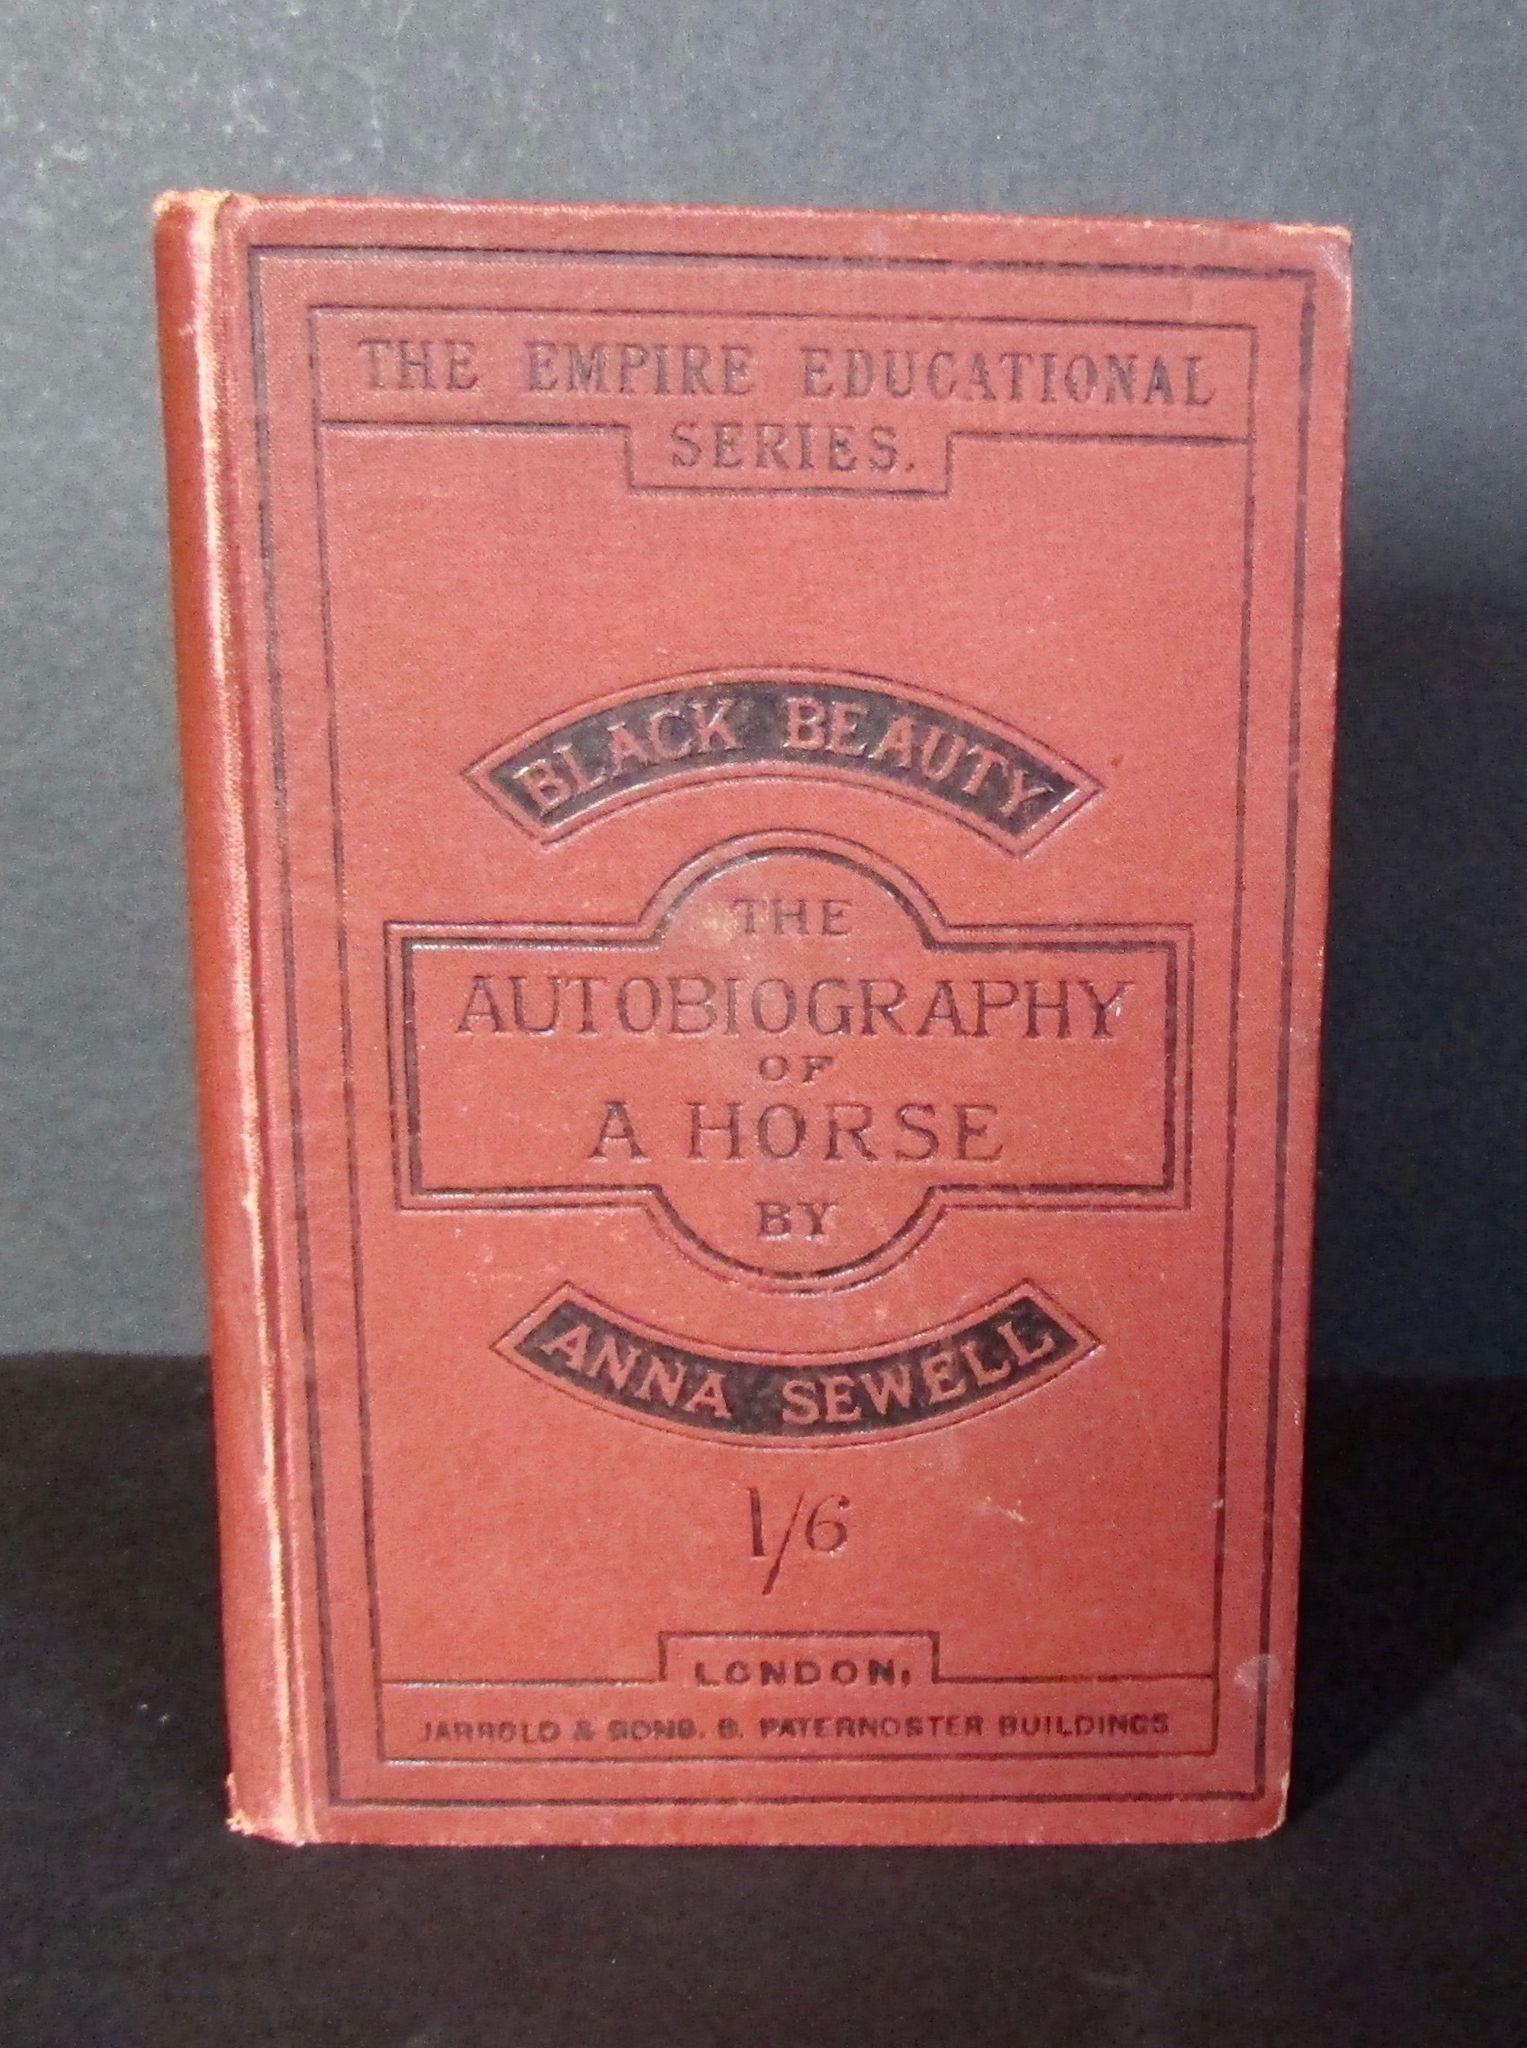 THE EMPIRE EDUCATIONAL
SERIES.
BLACK BEAUTY
THE
AUTOBIOGRAPHY
OF
A HORSE
BY
ANNA SEWELL
1/6
LONDON,
JARROLD & SONS. 3. PATERNOSTER BUILDINGS